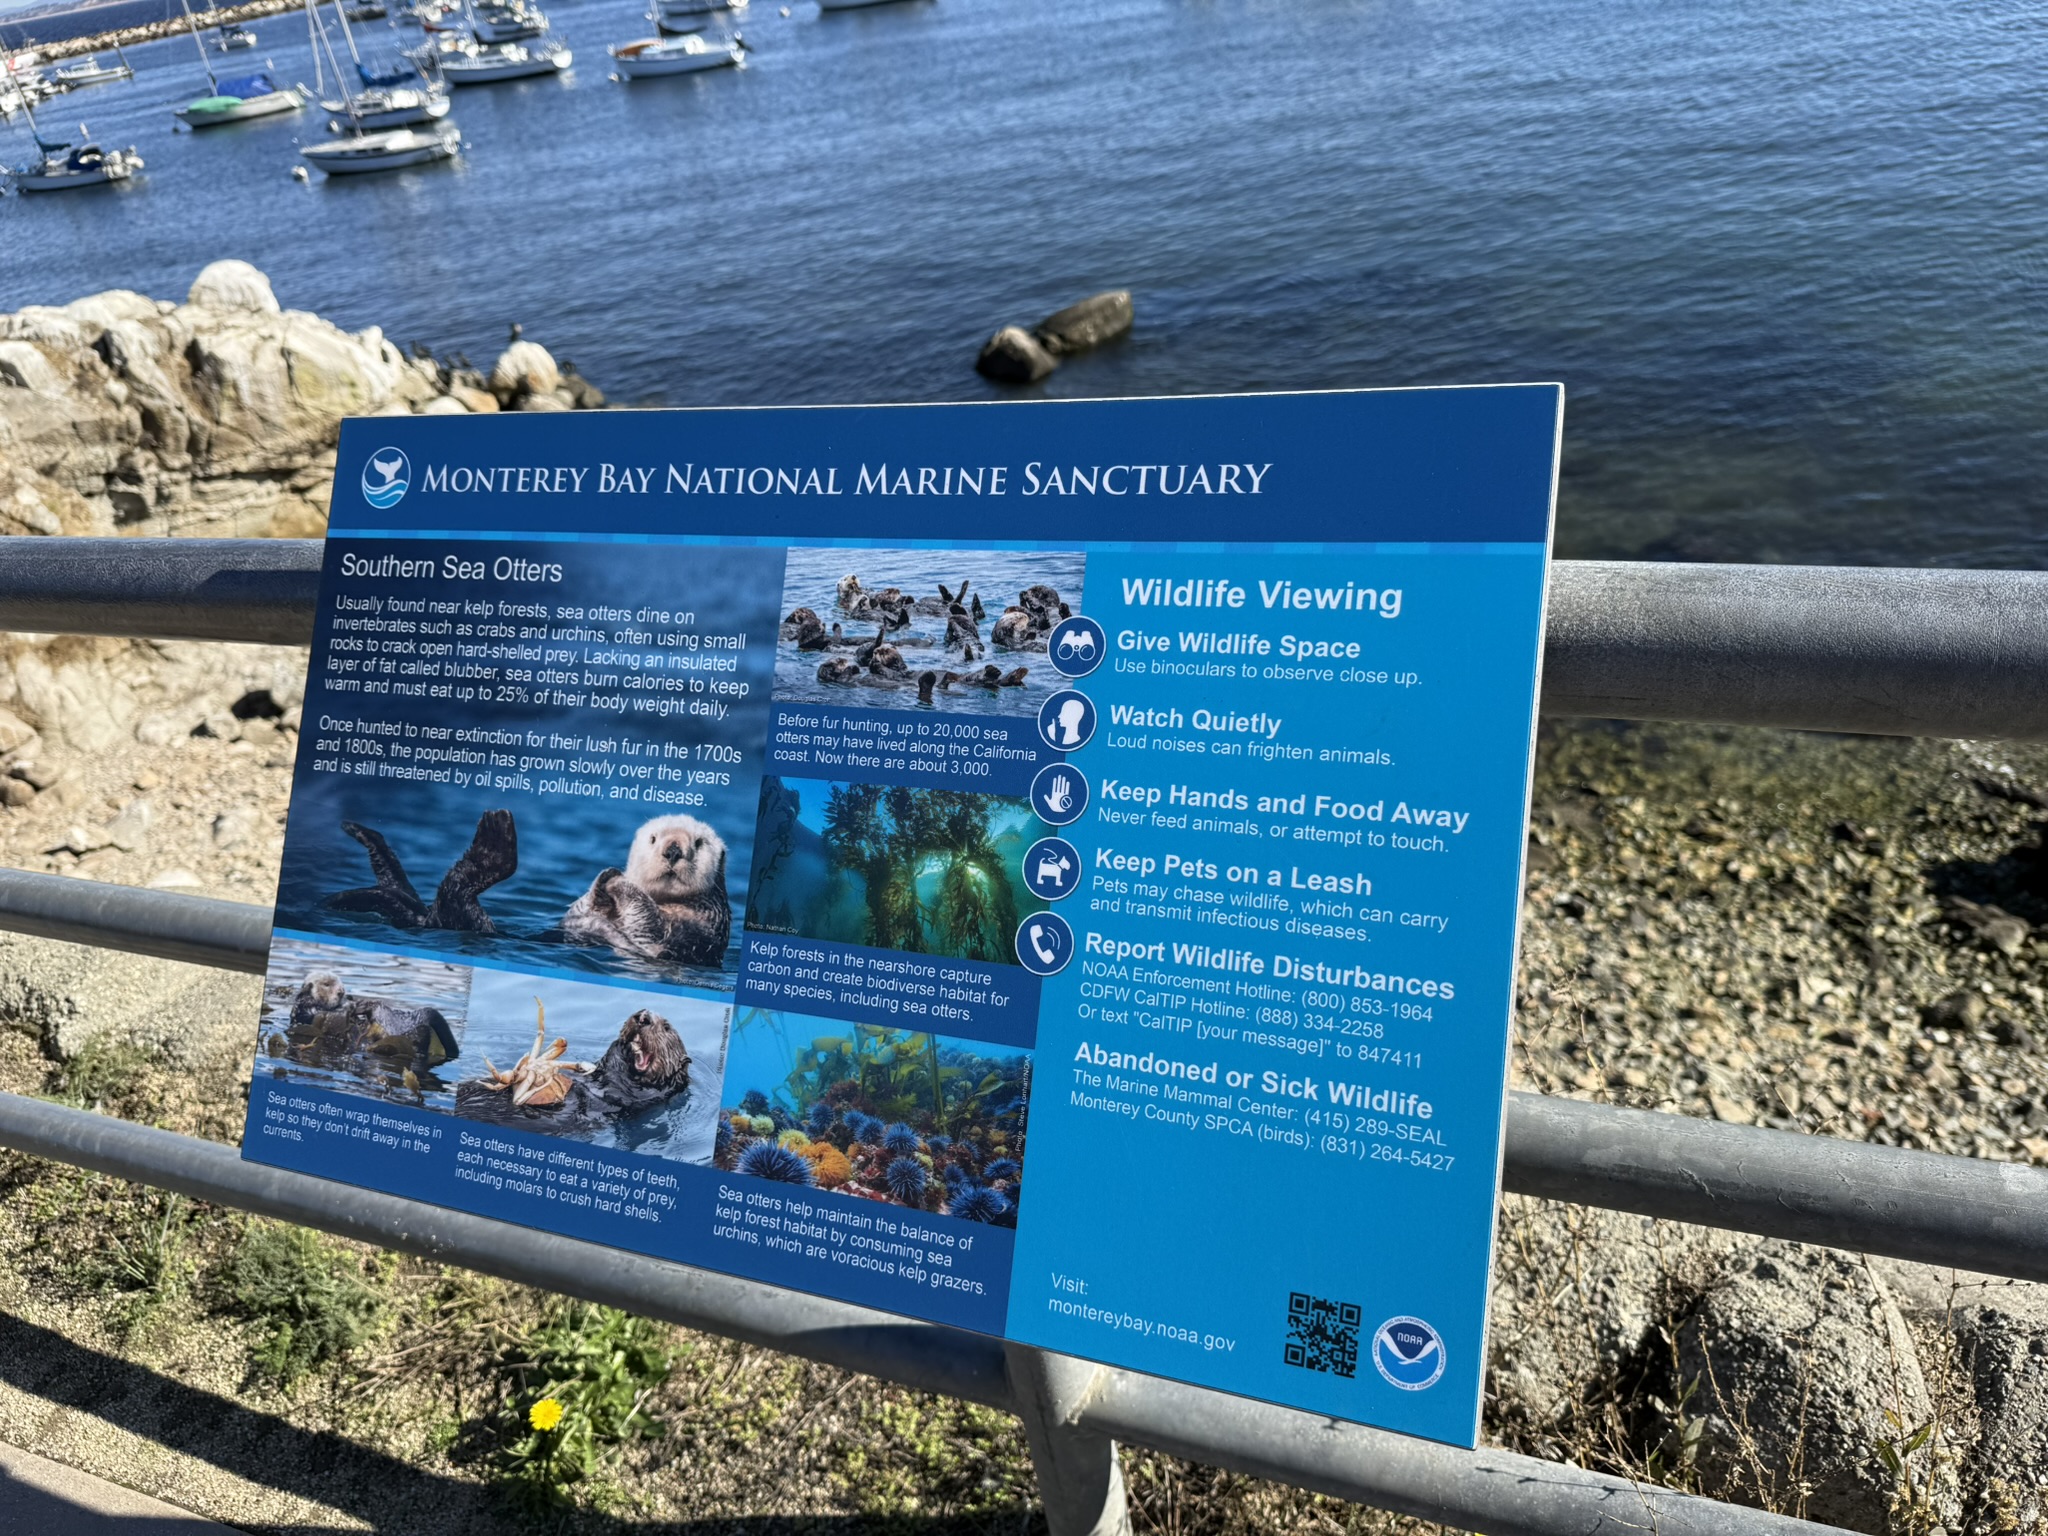 MONTEREY BAY NATIONAL MARINE SANCTUARY
Southern Sea Otters
Usually found near kelp forests, sea otters dine on
invertebrates such as crabs and urchins, often using small
rocks to crack open hard-shelled prey. Lacking an insulated
layer of fat called blubber, sea otters burn calories to keep
warm and must eat up to 25% of their body weight daily.
Once hunted to near extinction for their lush fur in the 1700s
and 1800s, the population has grown slowly over the years
and is still threatened by oil spills, pollution, and disease.
Sea otters often wrap themselves in
kelp so they don't drift away in the
currents.
Sea otters have different types of teeth,
each necessary to eat a variety of prey,
including molars to crush hard shells.
Before fur hunting, up to 20,000 sea
otters may have lived along the California
coast. Now there are about 3,000.
Photo: Nathan Coy
Kelp forests in the nearshore capture
carbon and create biodiverse habitat for
many species, including sea otters.
Photo: Steve Lonhart/NOAA
Sea otters help maintain the balance of
kelp forest habitat by consuming sea
urchins, which are voracious kelp grazers.
Wildlife Viewing
Give Wildlife Space
Use binoculars to observe close up.
Watch Quietly
Loud noises can frighten animals.
Keep Hands and Food Away
Never feed animals, or attempt to touch.
Keep Pets on a Leash
Pets may chase wildlife, which can carry
and transmit infectious diseases.
Report Wildlife Disturbances
NOAA Enforcement Hotline: (800) 853-1964
CDFW CalTIP Hotline: (888) 334-2258
Or text "CalTIP [your message]" to 847411
Abandoned or Sick Wildlife
The Marine Mammal Center: (415) 289-SEAL
Monterey County SPCA (birds): (831) 264-5427
Visit:
montereybay.noaa.gov
NOAA